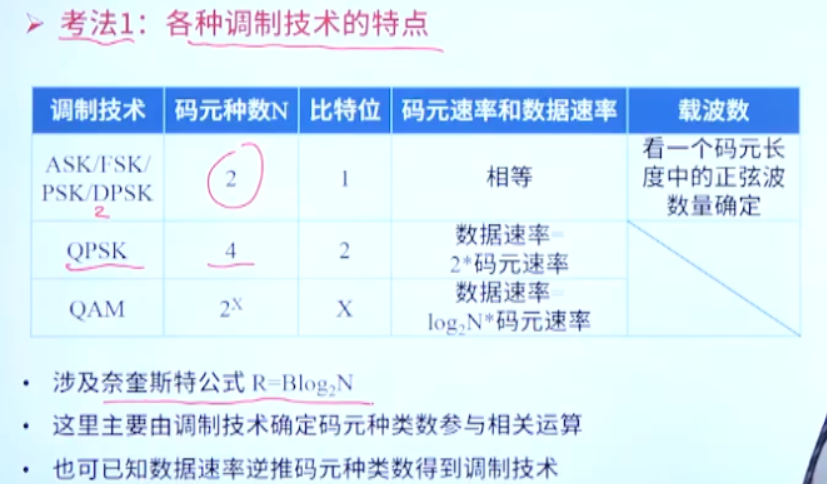 考法1：各种调制技术的特点
调制技术 码元种数N 比特位 码元速率和数据速率 载波数
ASK/FSK/
PSK/DPSK
2
2
1
相等
看一个码元长
度中的正弦波
数量确定
QPSK
4
2
数据速率=
2*码元速率
QAM
2ˣ
X
数据速率=
log₂N*码元速率
• 涉及奈奎斯特公式 R=Blog₂N
• 这里主要由调制技术确定码元种类数参与相关运算
• 也可已知数据速率逆推码元种类数得到调制技术